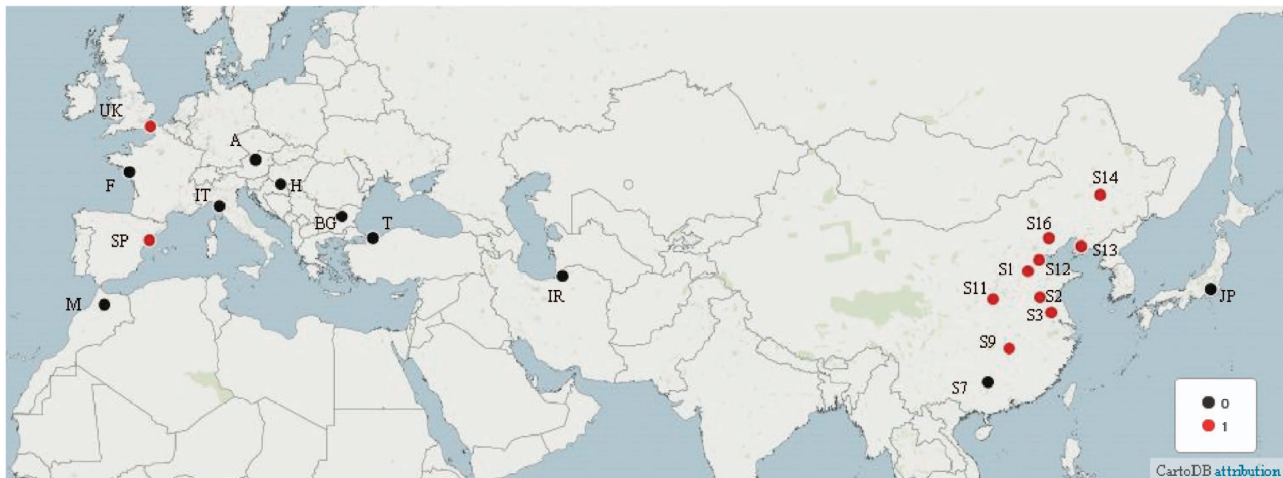 UK
A
F
H
IT
BG
T
SP
M
IR
S14
S16
S13
S12
S1
S11
S2
S3
JP
S9
S7
0
1
CartoDB attribution